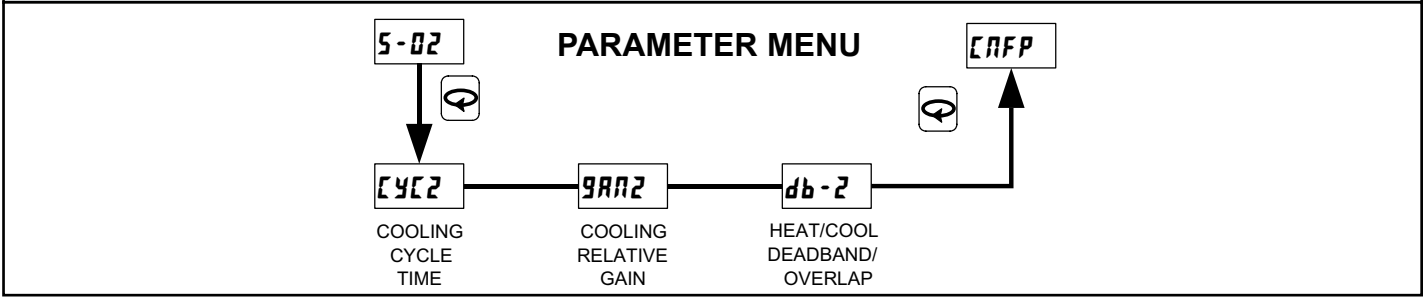 5-02
PARAMETER MENU
CNFP
CYC2
gAN2
db-2
COOLING
CYCLE
TIME
COOLING
RELATIVE
GAIN
HEAT/COOL
DEADBAND/
OVERLAP